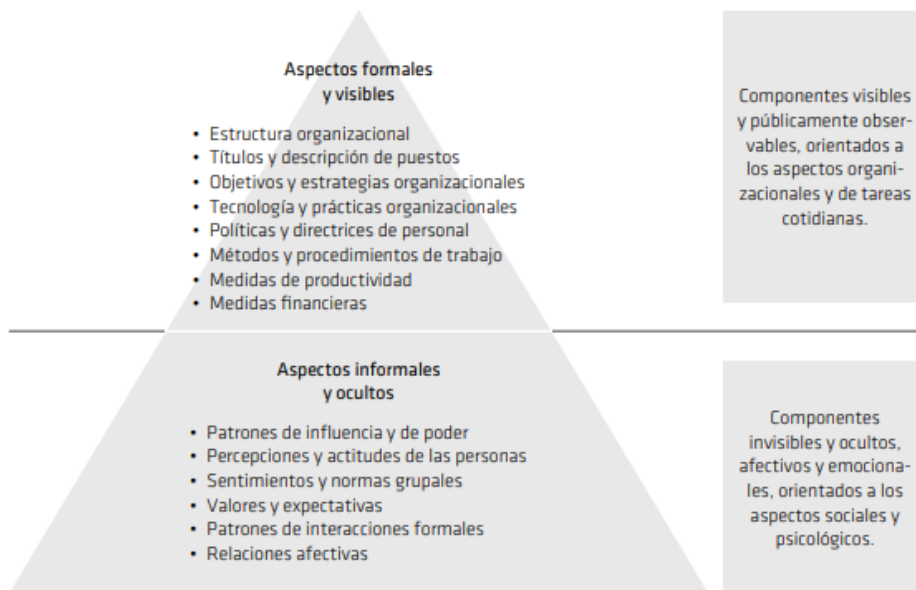 Aspectos formales
y visibles
• Estructura organizacional
• Títulos y descripción de puestos
• Objetivos y estrategias organizacionales
• Tecnología y prácticas organizacionales
• Políticas y directrices de personal
• Métodos y procedimientos de trabajo
• Medidas de productividad
• Medidas financieras
Componentes visibles
y públicamente obser-
vables, orientados a
los aspectos organi-
zacionales y de tareas
cotidianas.
Aspectos informales
y ocultos
• Patrones de influencia y de poder
• Percepciones y actitudes de las personas
• Sentimientos y normas grupales
• Valores y expectativas
• Patrones de interacciones formales
• Relaciones afectivas
Componentes
invisibles y ocultos,
afectivos y emociona-
les, orientados a los
aspectos sociales y
psicológicos.